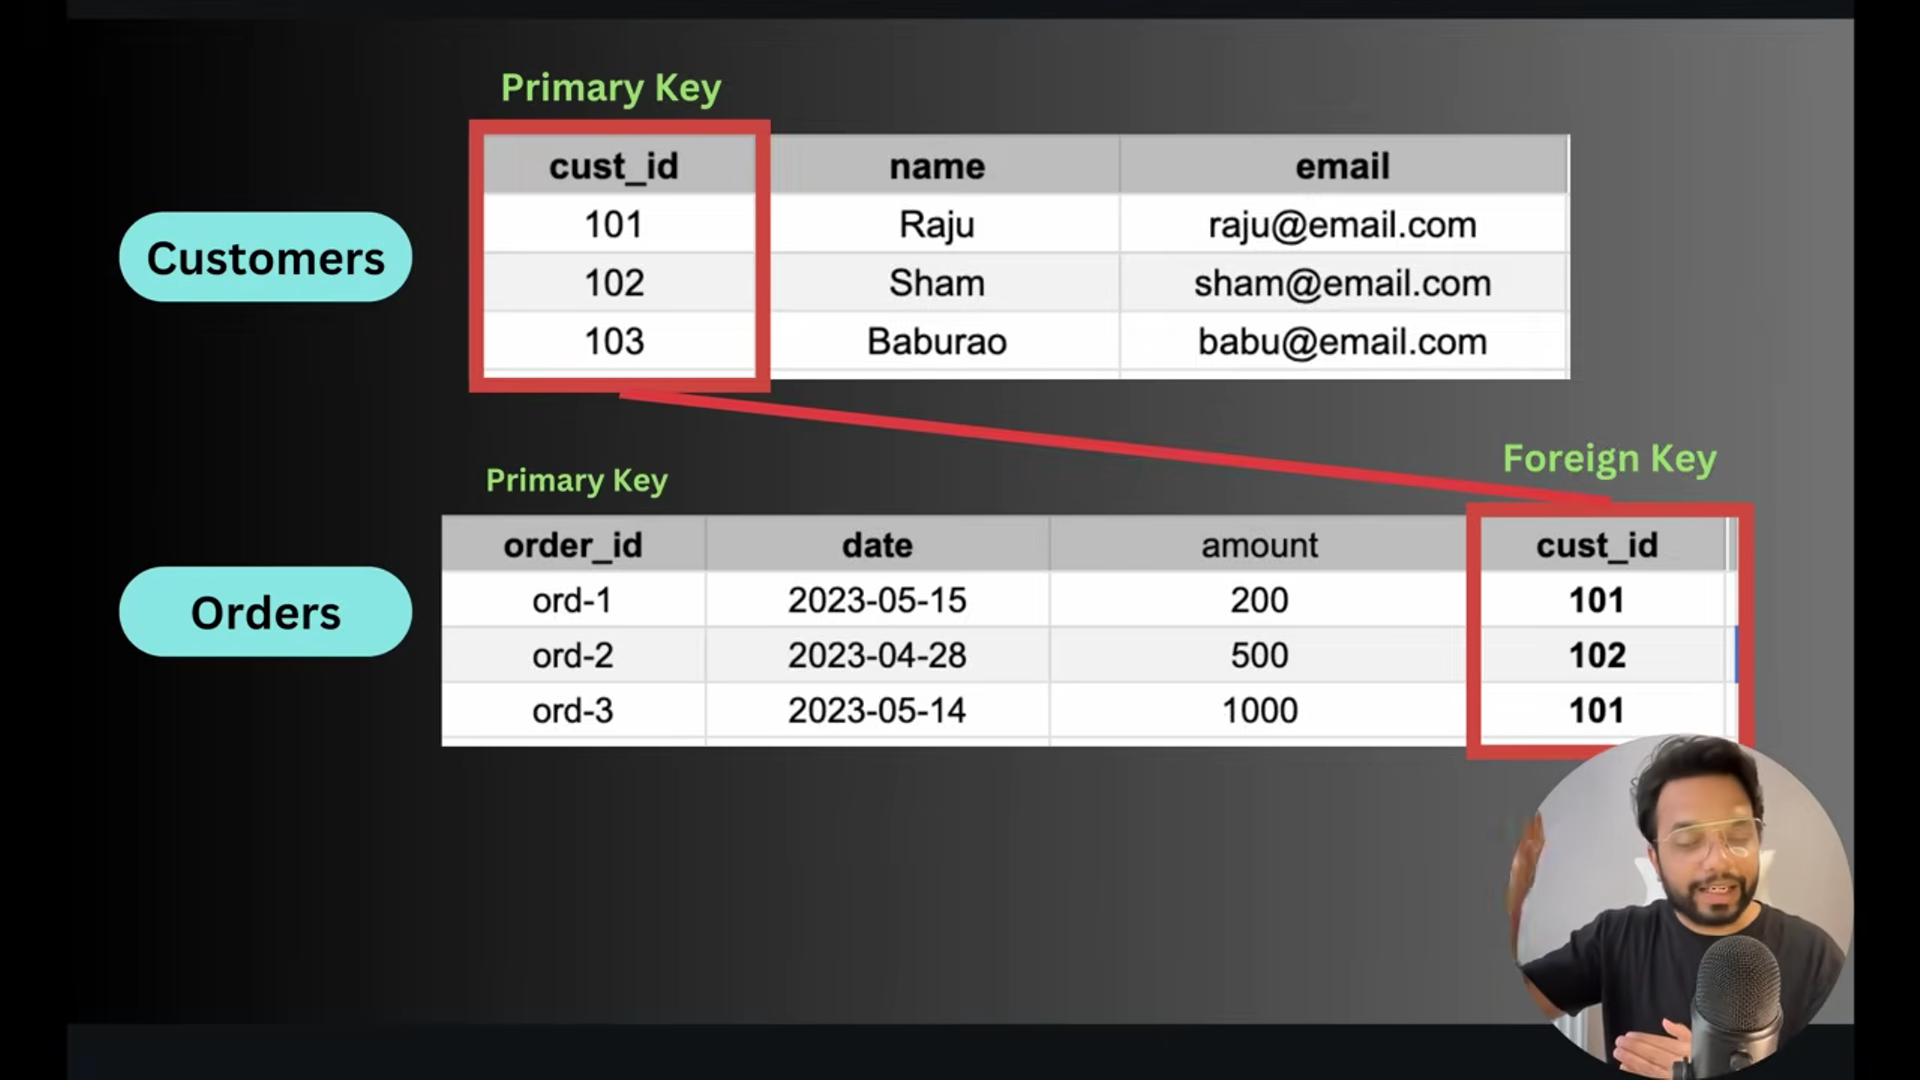 Primary Key
cust_id name email
101 Raju raju@email.com
Customers
102 Sham sham@email.com
103 Baburao babu@email.com
Foreign Key
Primary Key
order_id date amount cust_id
ord-1 2023-05-15 200 101
Orders
ord-2 2023-04-28 500 102
ord-3 2023-05-14 1000 101